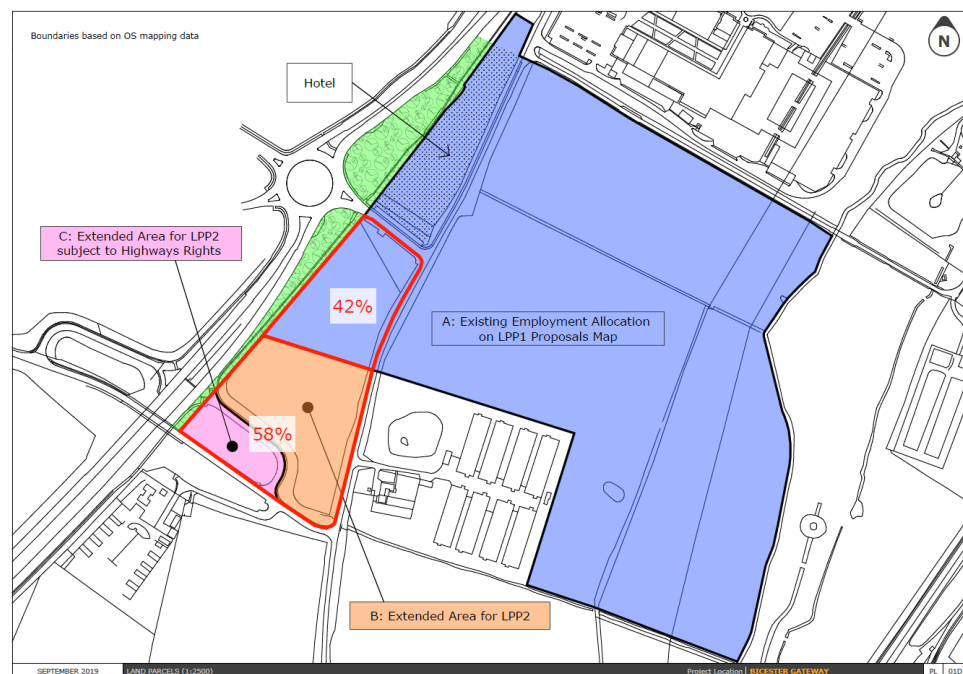 Boundaries based on OS mapping data
N
Hotel
C: Extended Area for LPP2
subject to Highways Rights
42%
A: Existing Employment Allocation
on LPP1 Proposals Map
58%
B: Extended Area for LPP2
SEPTEMBER 2019 LAND PARCELS (1:2500) Project Location BICESTER GATEWAY PL 01D